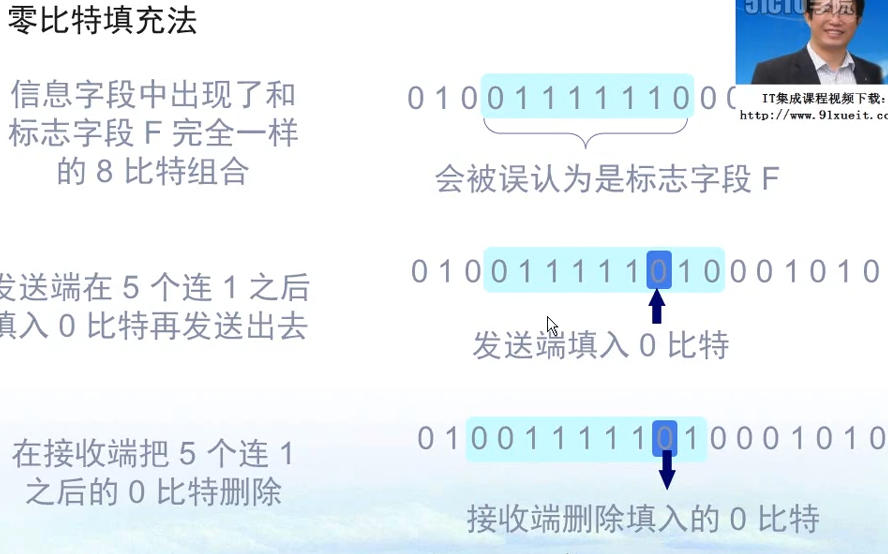 零比特填充法
信息字段中出现了和
标志字段 F 完全一样
的 8 比特组合
0 1 0 0 1 1 1 1 1 1 0 0 0
会被误认为是标志字段 F
IT集成课程视频下载:
http://www.91xueit.co
发送端在 5 个连 1 之后
填入 0 比特再发送出去
0 1 0 0 1 1 1 1 1 0 1 0 0 0 1 0 1 0
发送端填入 0 比特
在接收端把 5 个连 1
之后的 0 比特删除
0 1 0 0 1 1 1 1 1 0 1 0 0 0 1 0 1 0
接收端删除填入的 0 比特